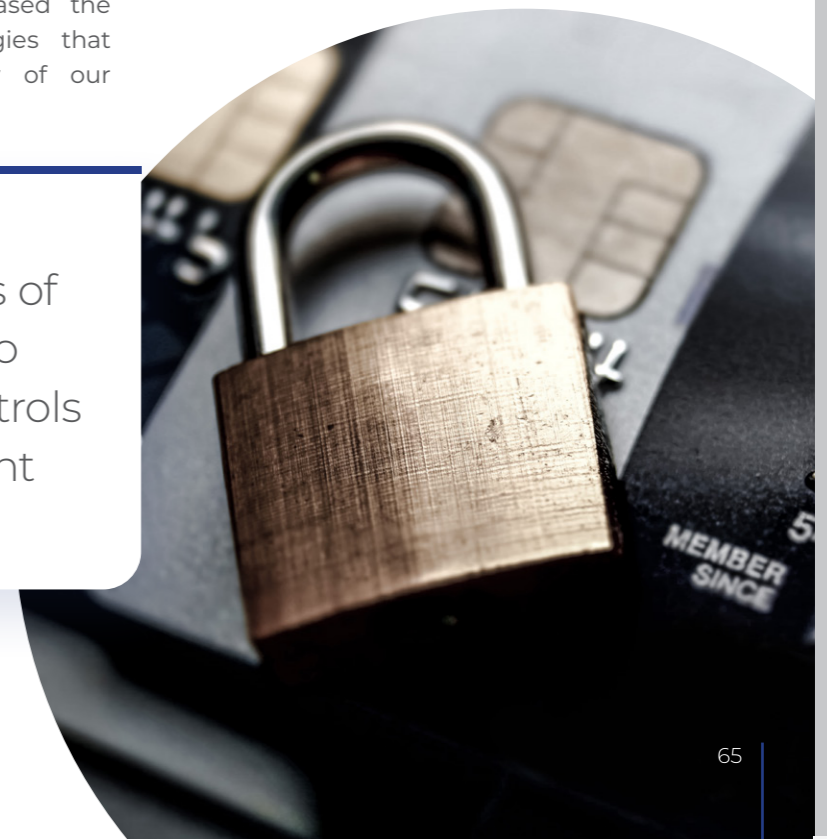 ased the
gies that
of our
s of
o
trols
nt
MEMBER
SINCE
65